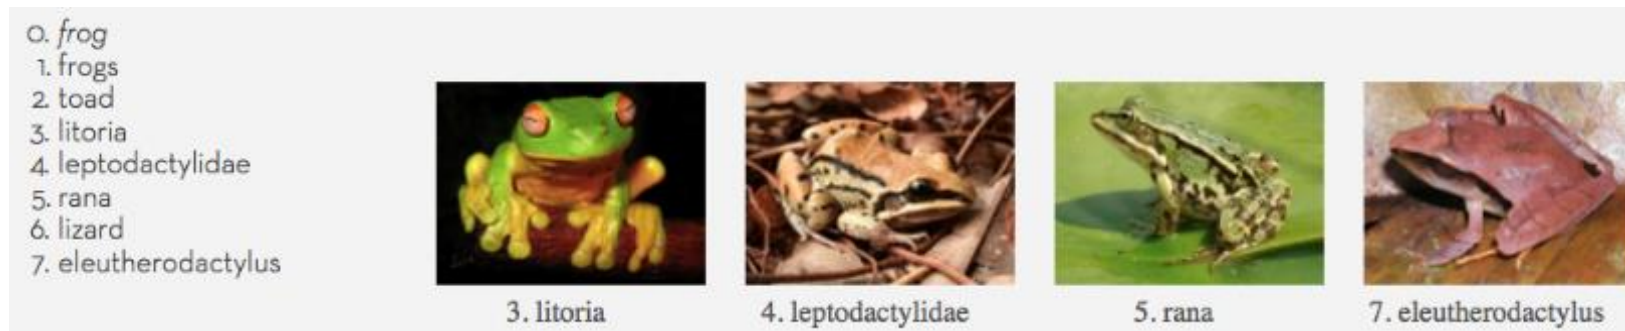 0. frog
1. frogs
2. toad
3. litoria
4. leptodactylidae
5. rana
6. lizard
7. eleutherodactylus
3. litoria
4. leptodactylidae
5. rana
7. eleutherodactylus